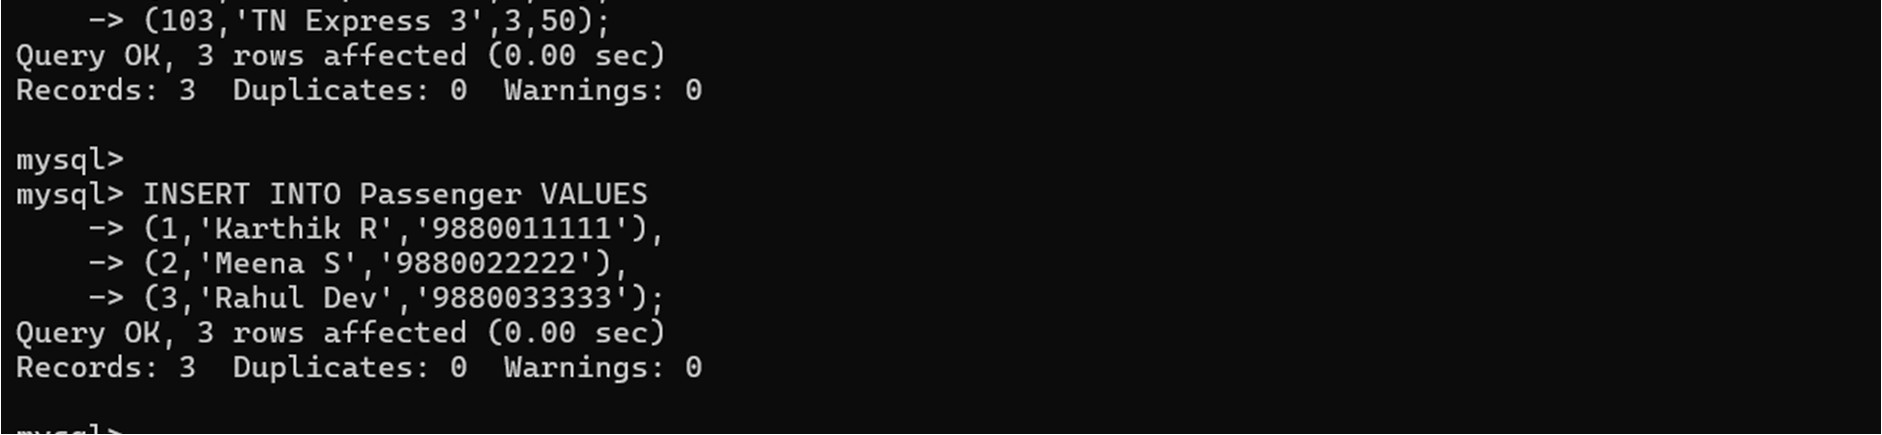 -> (103,'TN Express 3',3,50);
Query OK, 3 rows affected (0.00 sec)
Records: 3  Duplicates: 0  Warnings: 0
mysql>
mysql> INSERT INTO Passenger VALUES
-> (1,'Karthik R','9880011111'),
-> (2,'Meena S','9880022222'),
-> (3,'Rahul Dev','9880033333');
Query OK, 3 rows affected (0.00 sec)
Records: 3  Duplicates: 0  Warnings: 0
mysql>